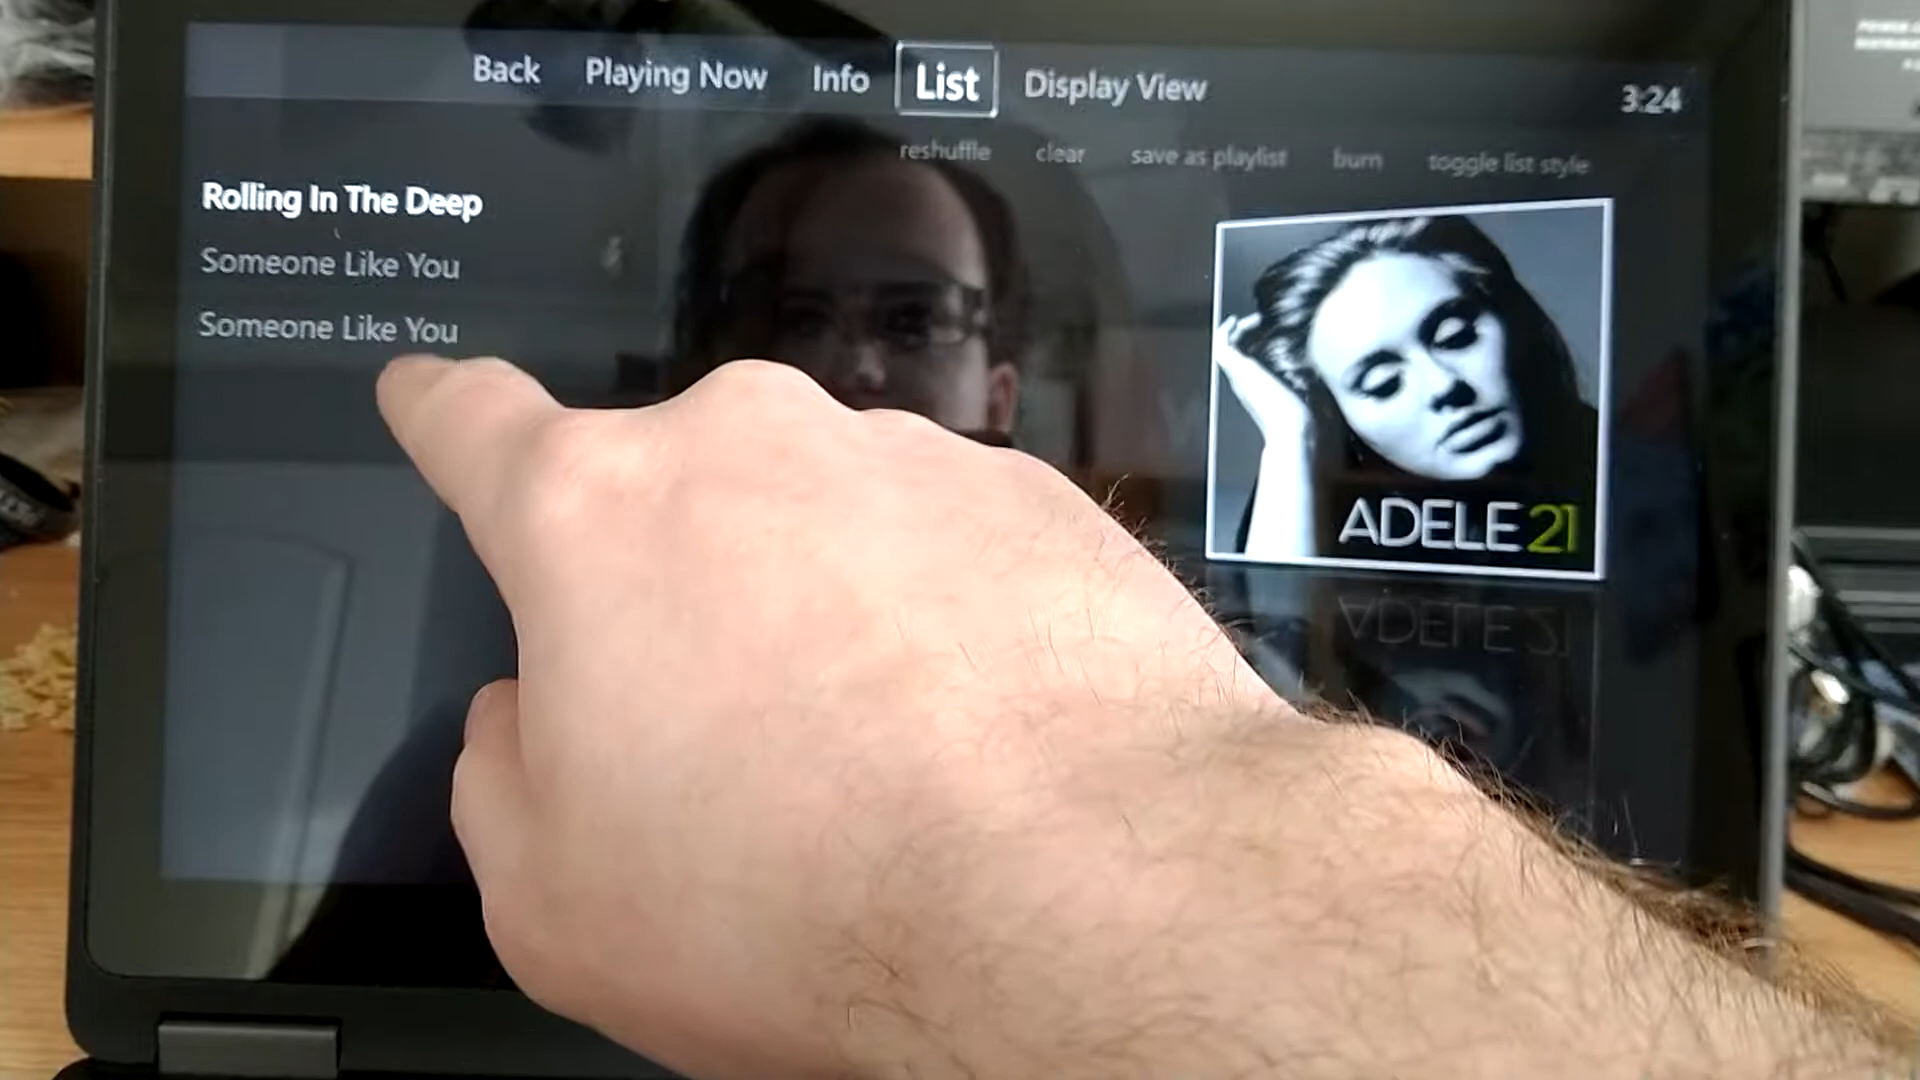 Back Playing Now Info List Display View 3:24
reshuffle clear save as playlist burn toggle list style
Rolling In The Deep
Someone Like You
Someone Like You
ADELE 21